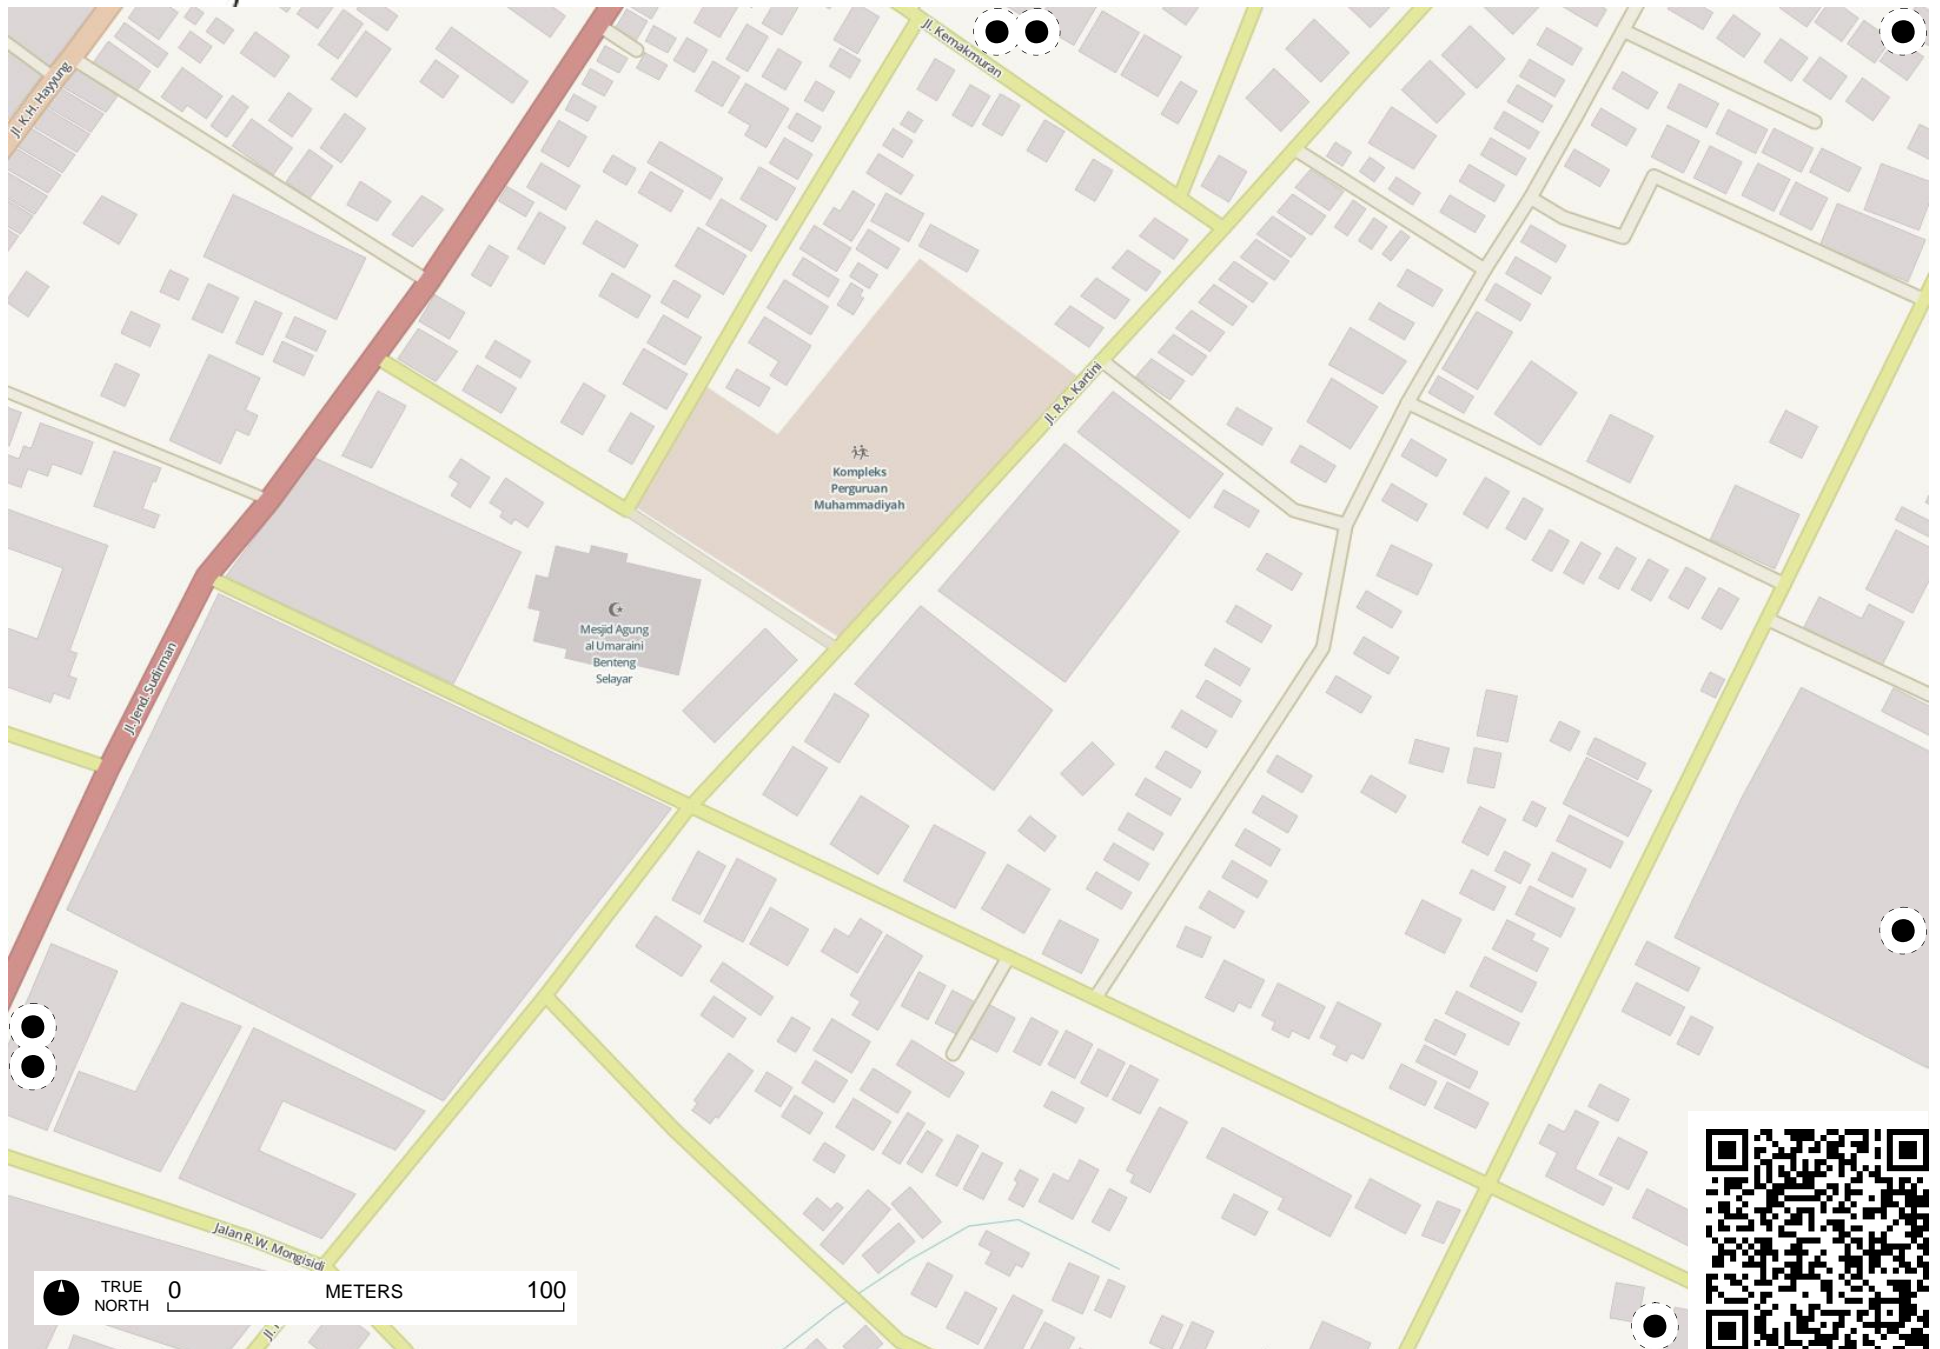 Jl. Kemakmuran
Jl. K.H. Hayyung
Jl. R.A. Kartini
Kompleks
Perguruan
Muhammadiyah
Mesjid Agung
al Umaraini
Benteng
Selayar
Jl. Jend. Sudirman
Jalan R.W. Mongisidi
TRUE
NORTH
0 METERS 100